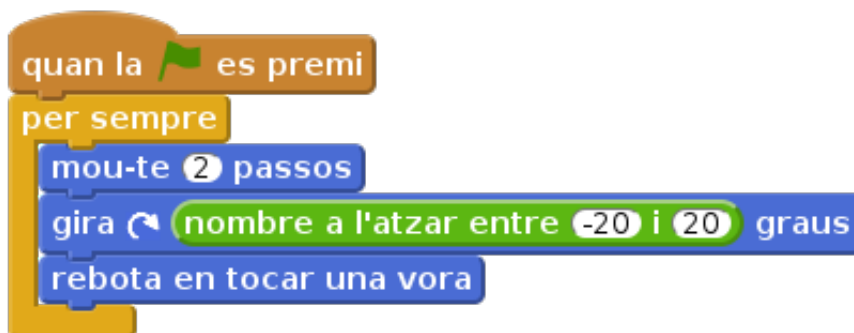 quan la es premi
per sempre
mou-te 2 passos
gira nombre a l'atzar entre -20 i 20 graus
rebota en tocar una vora